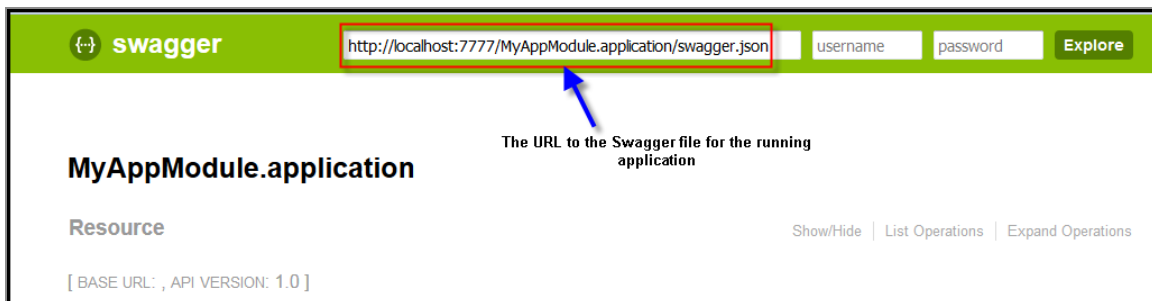 {··} swagger
http://localhost:7777/MyAppModule.application/swagger.json
username
password
Explore
The URL to the Swagger file for the running
application
MyAppModule.application
Resource
Show/Hide | List Operations | Expand Operations
[ BASE URL: , API VERSION: 1.0 ]